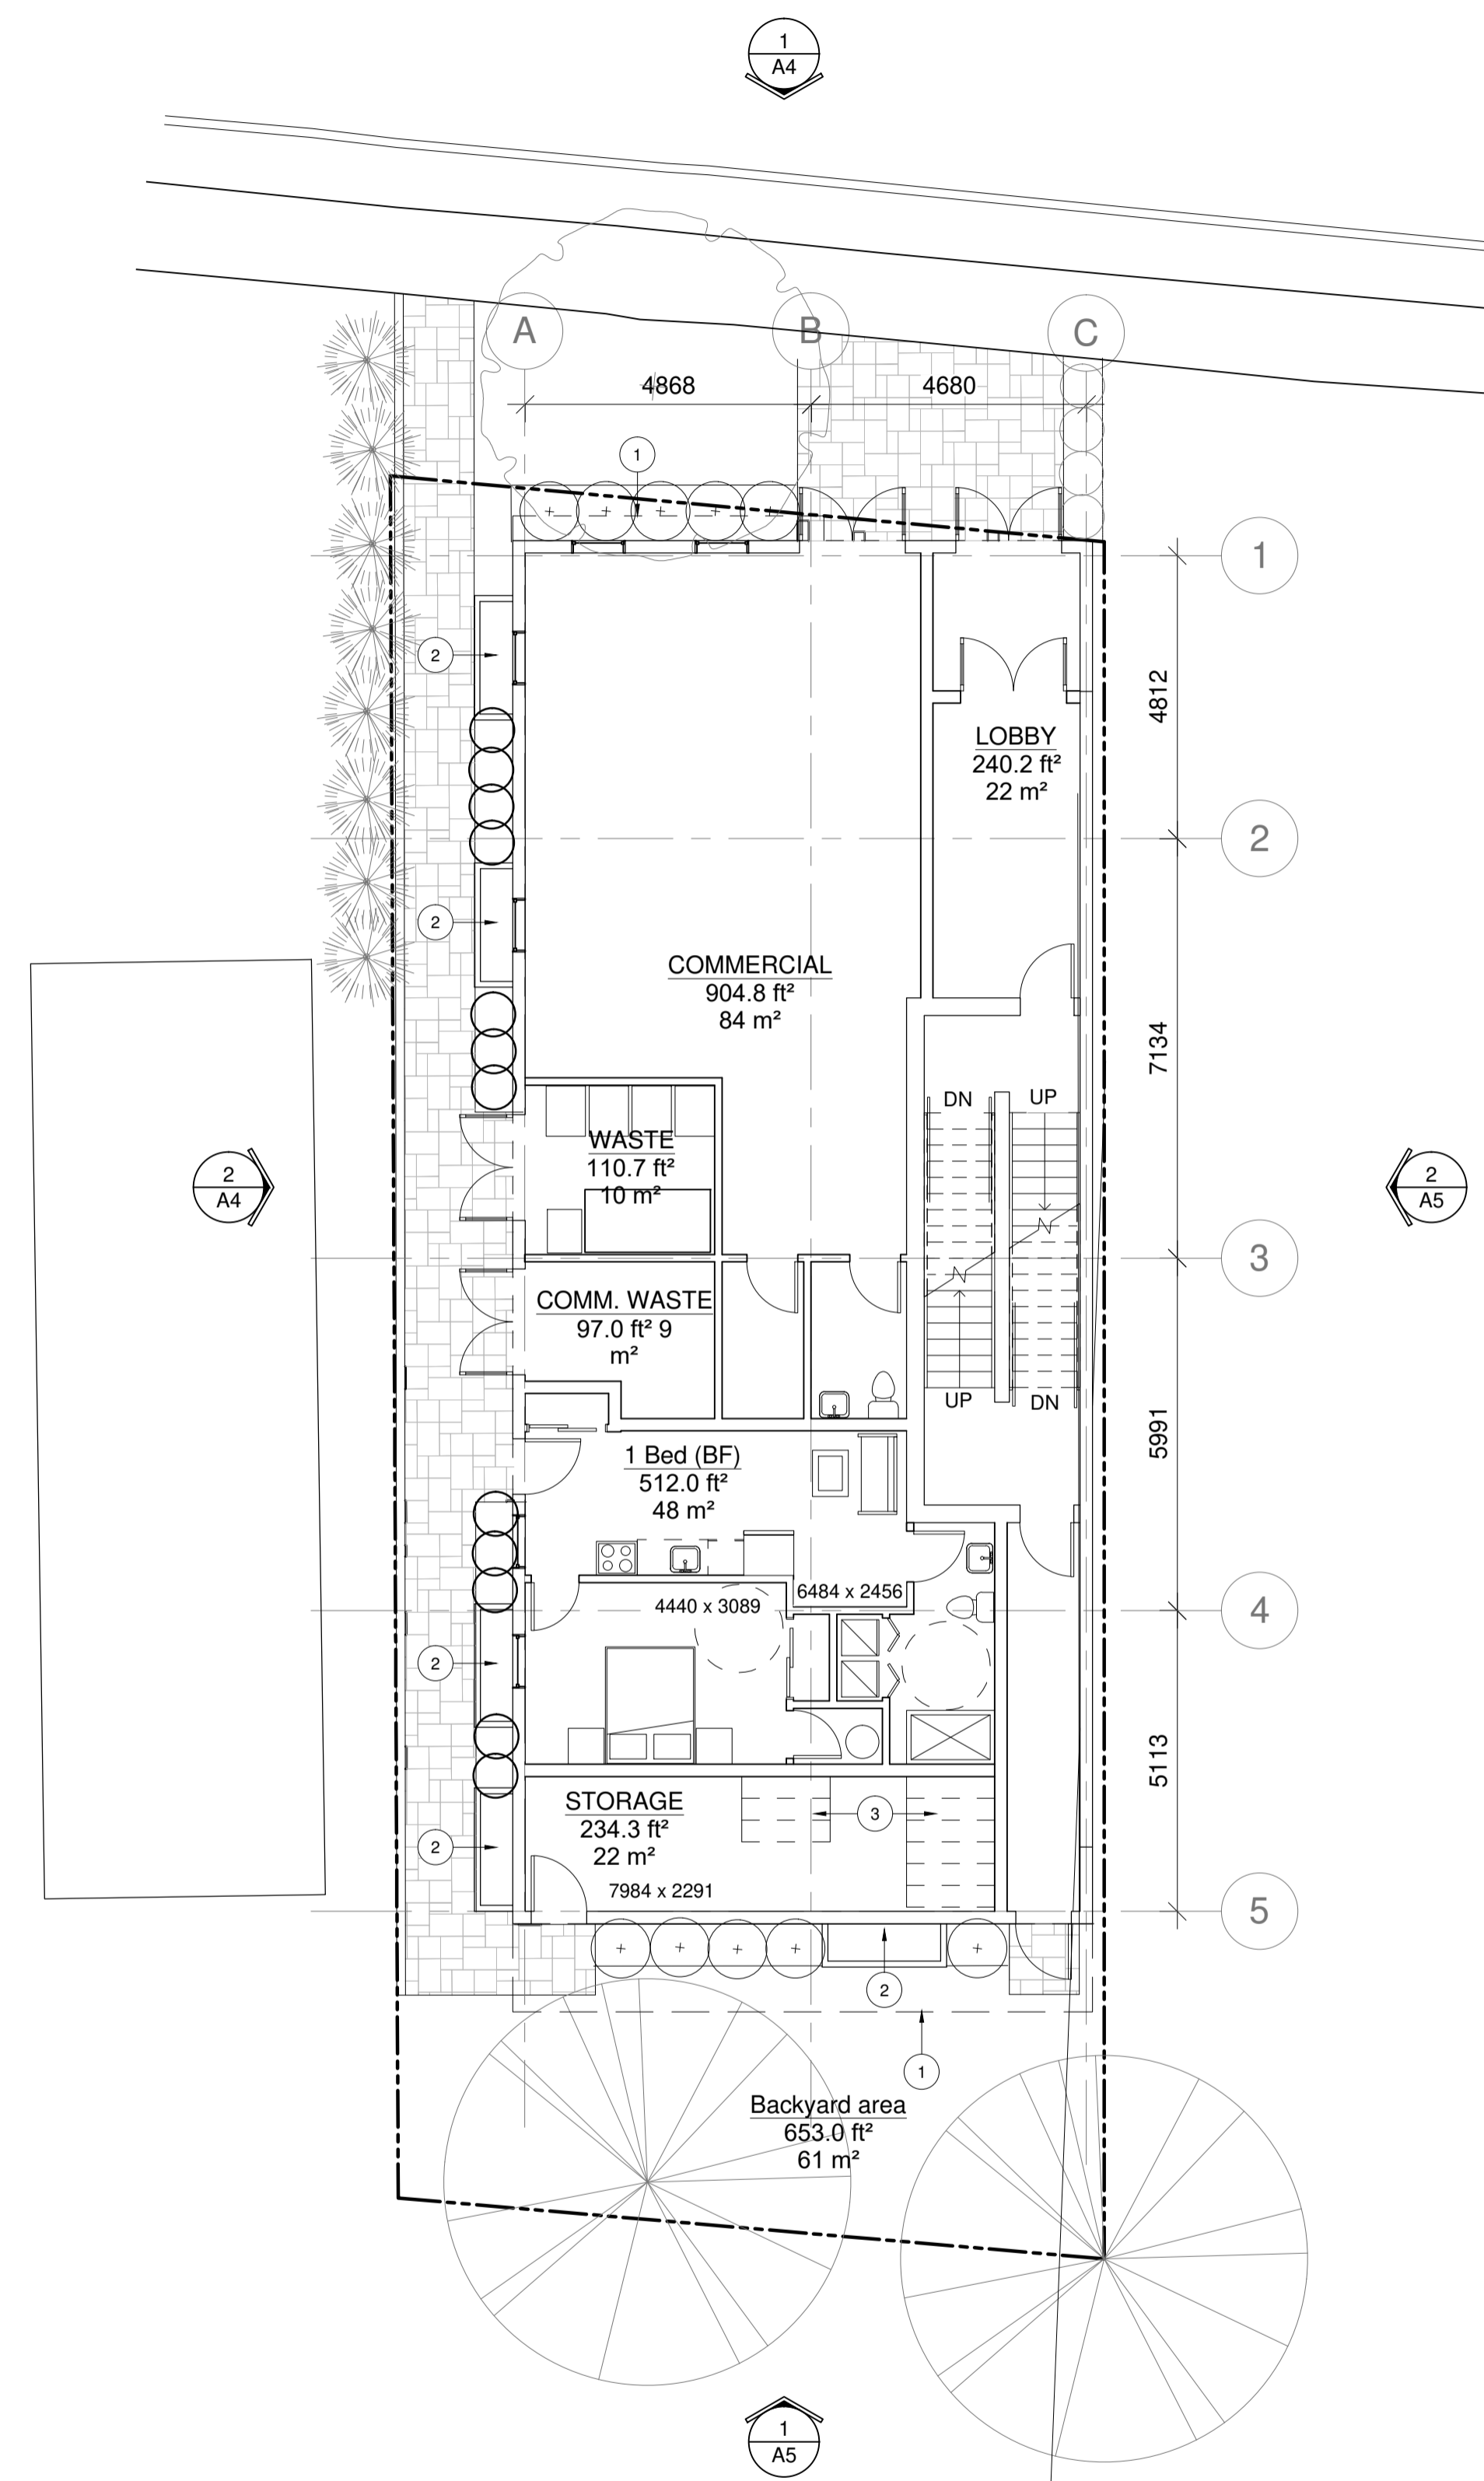 1
A4
A
B
C
4868
4680
1
1
2
4812
LOBBY
240.2 ft²
22 m²
2
2
COMMERCIAL
904.8 ft²
84 m²
7134
DN
UP
WASTE
110.7 ft²
10 m²
2
A4
2
A5
3
COMM. WASTE
97.0 ft² 9
m²
UP
DN
5991
1 Bed (BF)
512.0 ft²
48 m²
6484 x 2456
4440 x 3089
4
2
5113
STORAGE
234.3 ft²
22 m²
3
2
7984 x 2291
5
2
1
Backyard area
653.0 ft²
61 m²
1
A5